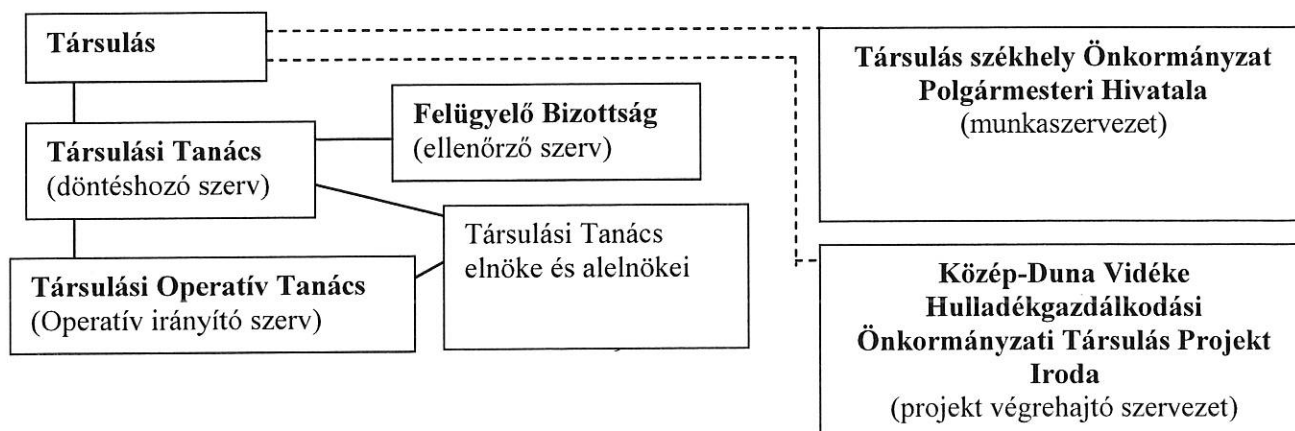 Társulás
Társulási Tanács
(döntéshozó szerv)
Felügyelő Bizottság
(ellenőrző szerv)
Társulási Tanács
elnöke és alelnökei
Társulási Operatív Tanács
(Operatív irányító szerv)
Társulás székhely Önkormányzat
Polgármesteri Hivatala
(munkaszervezet)
Közép-Duna Vidéke
Hulladékgazdálkodási
Önkormányzati Társulás Projekt
Iroda
(projekt végrehajtó szervezet)